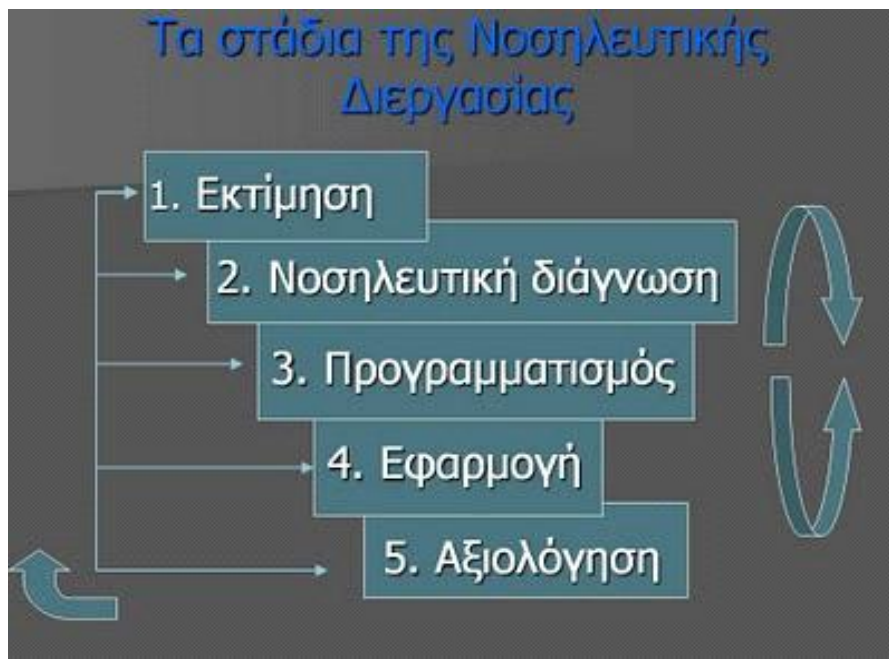 Τα στάδια της Νοσηλευτικής
Διεργασίας
1. Εκτίμηση
2. Νοσηλευτική διάγνωση
3. Προγραμματισμός
4. Εφαρμογή
5. Αξιολόγηση